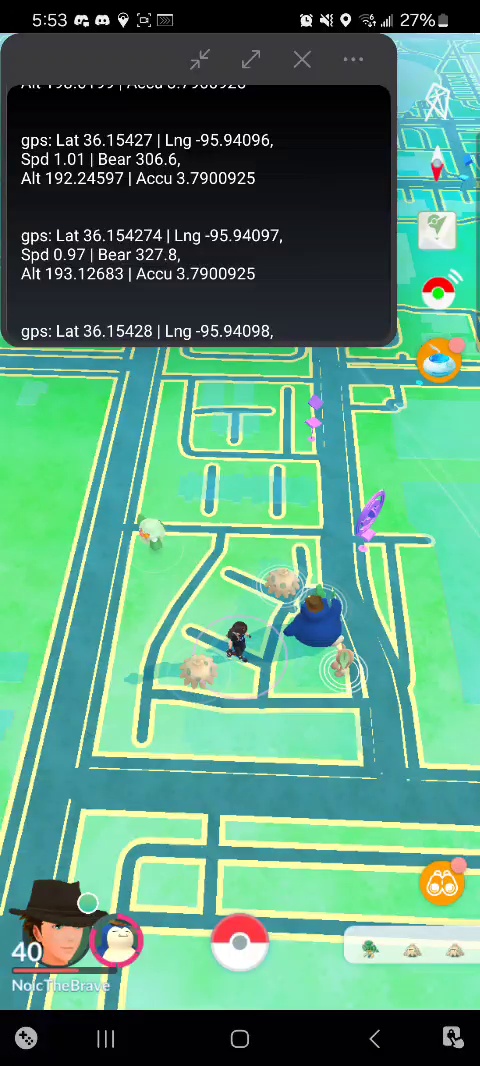 5:53
27%
gps: Lat 36.15427 | Lng -95.94096,
Spd 1.01 | Bear 306.6,
Alt 192.24597 | Accu 3.7900925
gps: Lat 36.154274 | Lng -95.94097,
Spd 0.97 | Bear 327.8,
Alt 193.12683 | Accu 3.7900925
gps: Lat 36.15428 | Lng -95.94098,
40
NoicTheBrave